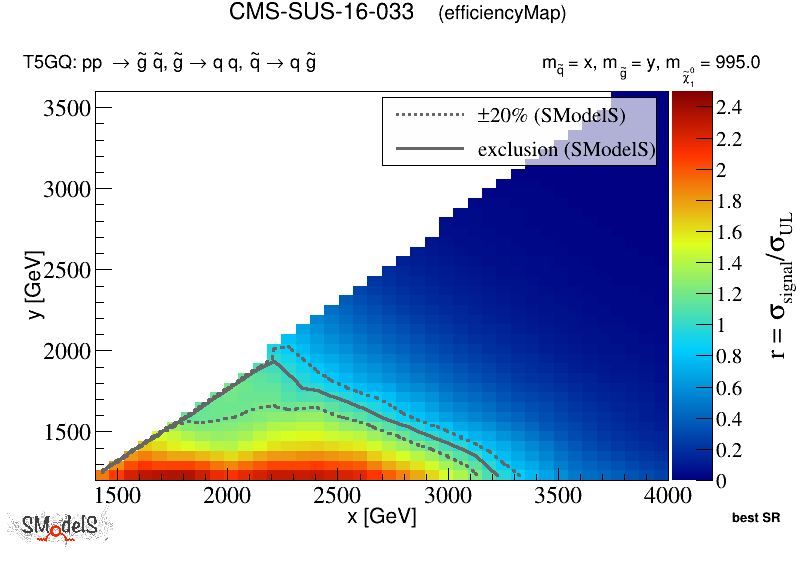 CMS-SUS-16-033 (efficiencyMap)
T5GQ: pp → g̃ q̃, g̃ → q q, q̃ → q g̃
m_q̃ = x, m_g̃ = y, m_χ̃₁⁰ = 995.0
±20% (SModelS)
exclusion (SModelS)
3500
3000
2500
2000
1500
y [GeV]
1500 2000 2500 3000 3500 4000
x [GeV]
2.4
2.2
2
1.8
1.6
1.4
1.2
1
0.8
0.6
0.4
0.2
0
r = σ_signal/σ_UL
SModelS
best SR